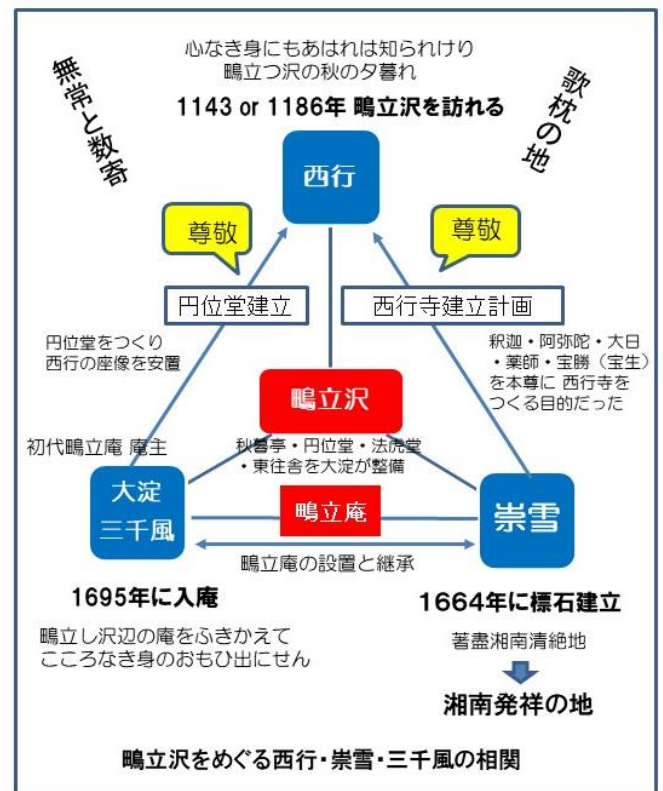 心なき身にもあはれは知られけり
鴫立つ沢の秋の夕暮れ
無常と数寄
歌枕の地
1143 or 1186年 鴫立沢を訪れる
西行
尊敬
尊敬
円位堂建立
西行寺建立計画
円位堂をつくり
西行の座像を安置
釈迦・阿弥陀・大日
・薬師・宝勝（宝生）
を本尊に 西行寺を
つくる目的だった
鴫立沢
初代鴫立庵 庵主
秋暮亭・円位堂・法虎堂
・東往舎を大淀が整備
大淀
三千風
鴫立庵
崇雪
鴫立庵の設置と継承
1695年に入庵
1664年に標石建立
鴫立し沢辺の庵をふきかえて
こころなき身のおもひ出にせん
著盡湘南清絶地
湘南発祥の地
鴫立沢をめぐる西行・崇雪・三千風の相関